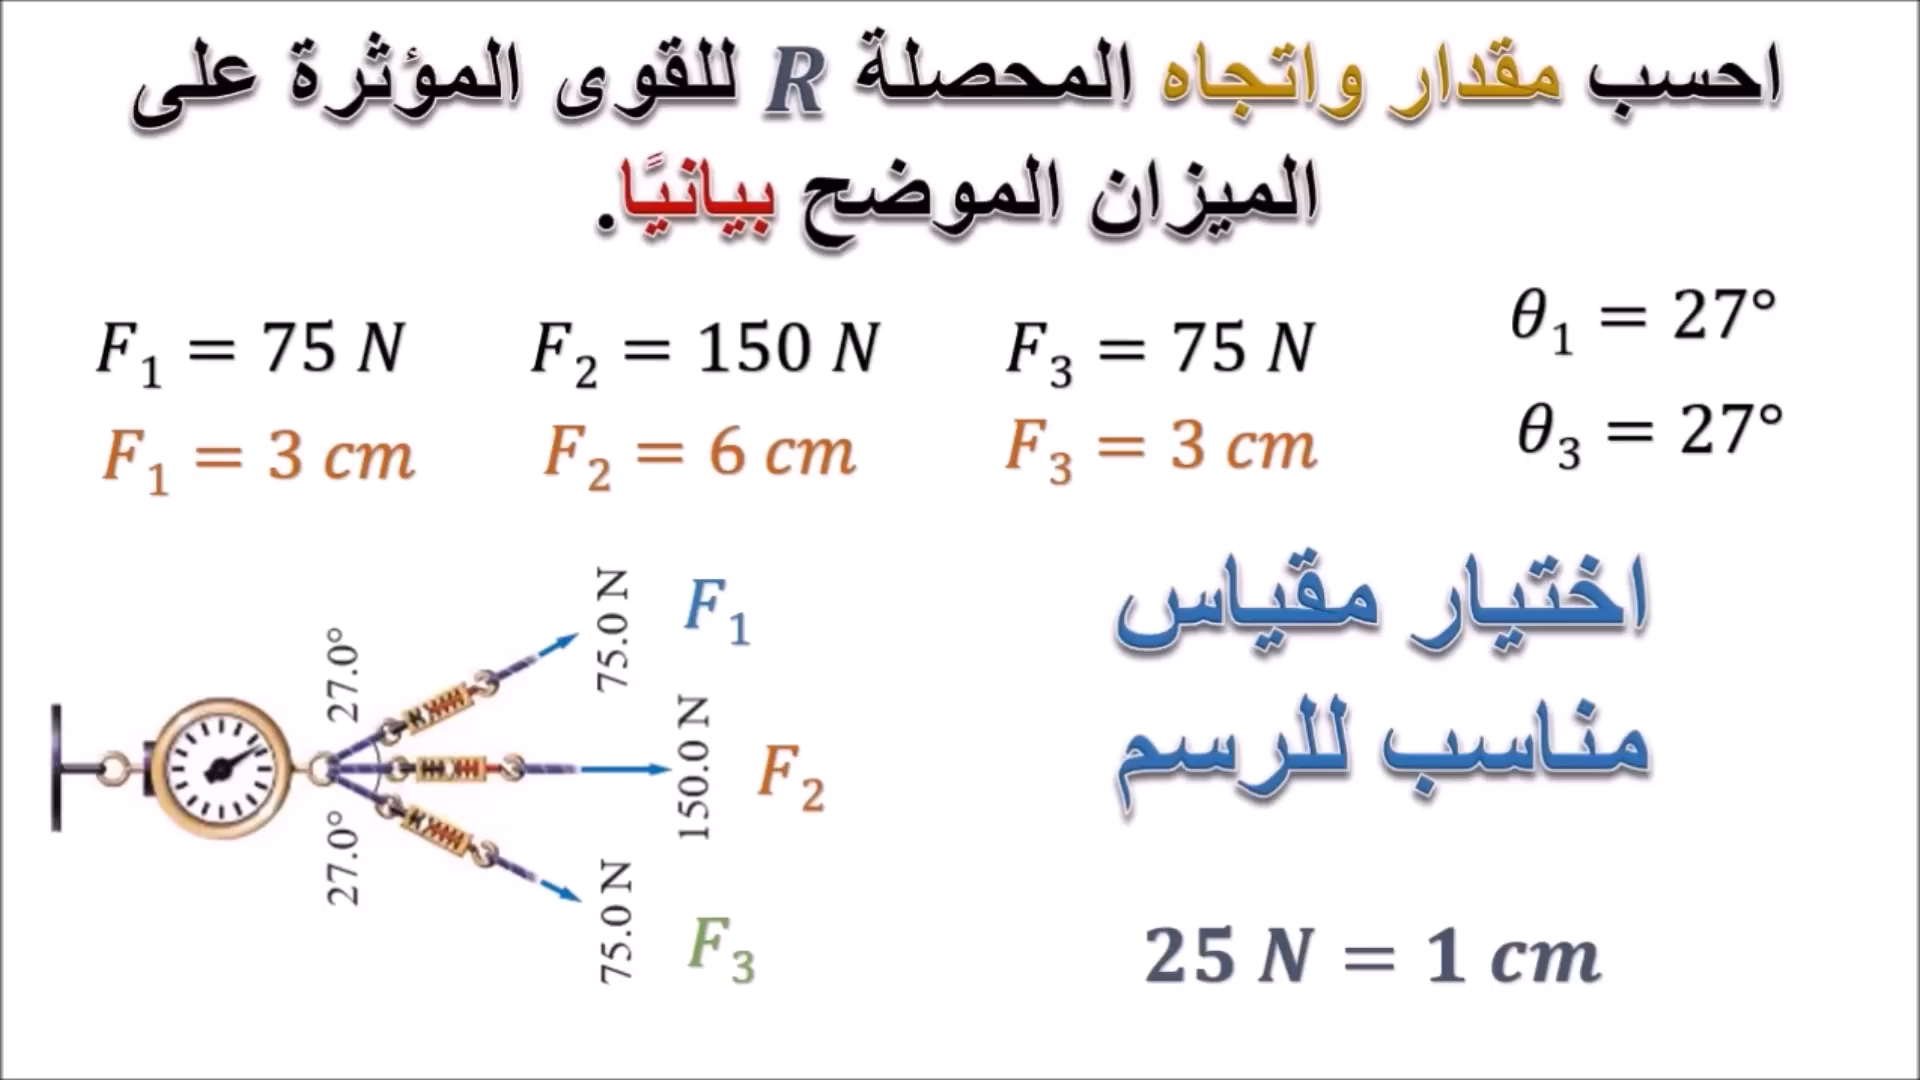 احسب مقدار واتجاه المحصلة R للقوى المؤثرة على
الميزان الموضح بيانيًا.
F₁ = 75 N
F₂ = 150 N
F₃ = 75 N
θ₁ = 27°
F₁ = 3 cm
F₂ = 6 cm
F₃ = 3 cm
θ₃ = 27°
اختيار مقياس
مناسب للرسم
25 N = 1 cm
27.0°
75.0 N
F₁
150.0 N
F₂
27.0°
75.0 N
F₃